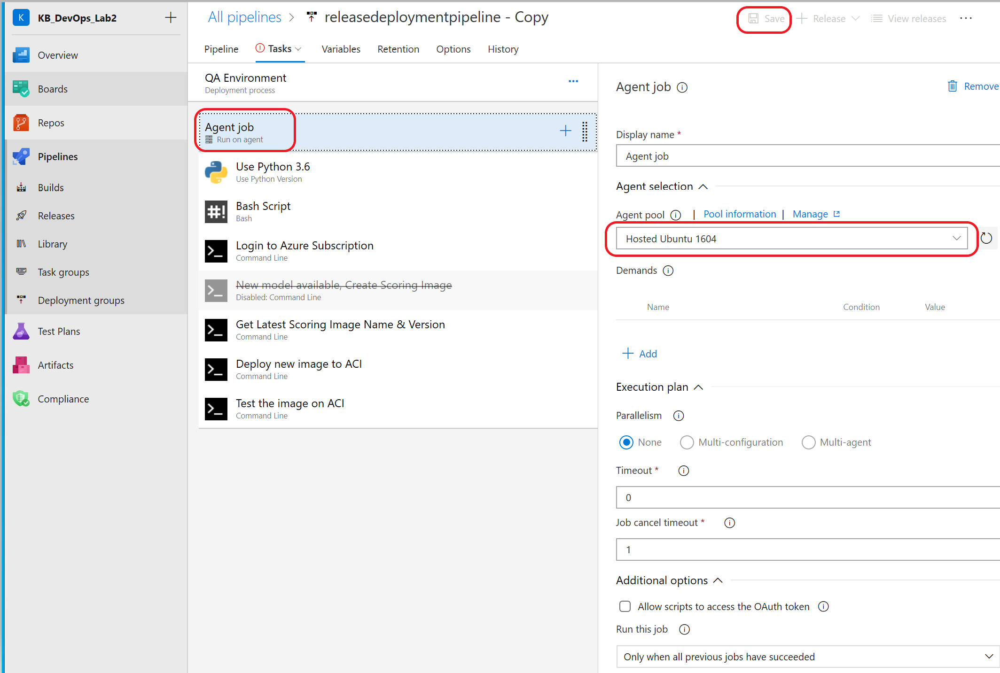 K KB_DevOps_Lab2
Overview
Boards
Repos
Pipelines
Builds
Releases
Library
Task groups
Deployment groups
Test Plans
Artifacts
Compliance
All pipelines > releasedeploymentpipeline - Copy
Save Release View releases ...
Pipeline Tasks Variables Retention Options History
QA Environment
Deployment process
Agent job
Run on agent
Use Python 3.6
Use Python Version
#! Bash Script
Bash
Login to Azure Subscription
Command Line
New model available, Create Scoring Image
Disabled: Command Line
Get Latest Scoring Image Name & Version
Command Line
Deploy new image to ACI
Command Line
Test the image on ACI
Command Line
Agent job
Remove
Display name *
Agent job
Agent selection
Agent pool | Pool information | Manage
Hosted Ubuntu 1604
Demands
Name Condition Value
Add
Execution plan
Parallelism
None Multi-configuration Multi-agent
Timeout *
0
Job cancel timeout *
1
Additional options
Allow scripts to access the OAuth token
Run this job
Only when all previous jobs have succeeded